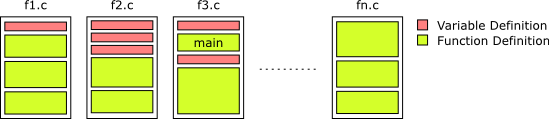 f1.c f2.c f3.c fn.c
Variable Definition
main
Function Definition